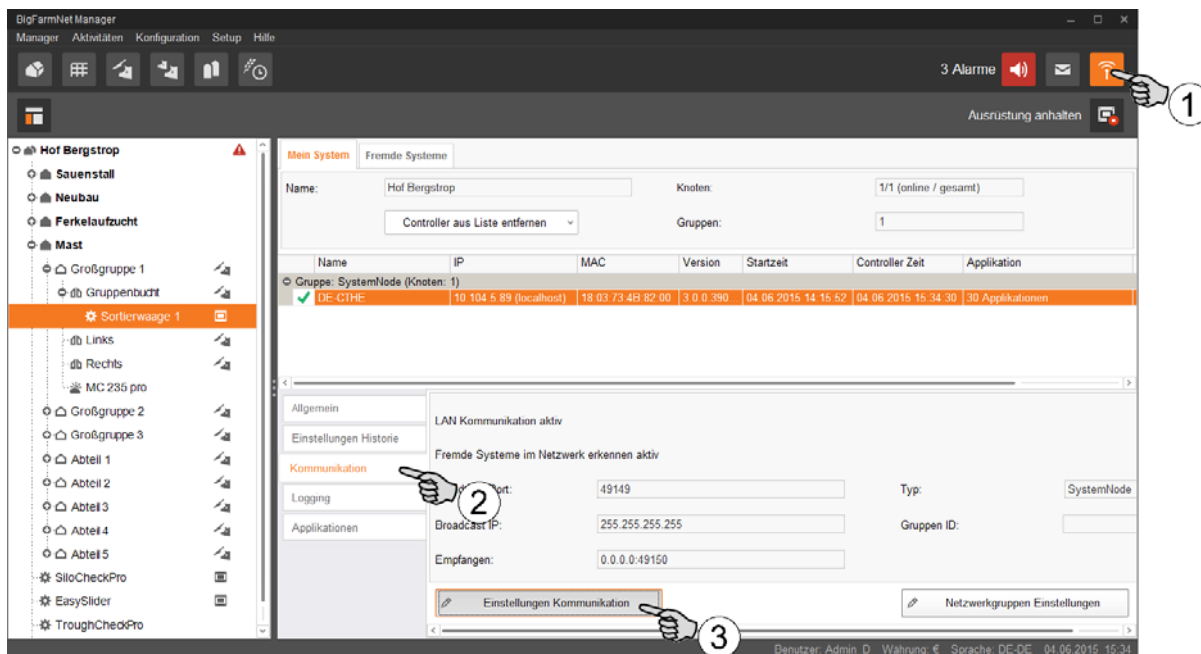 BigFarmNet Manager
Manager Aktivitäten Konfiguration Setup Hilfe
3 Alarme
1
Ausrüstung anhalten
Hof Bergstrop
Sauenstall
Neubau
Ferkelaufzucht
Mast
Großgruppe 1
Gruppenbucht
Sortierwaage 1
Links
Rechts
MC 235 pro
Großgruppe 2
Großgruppe 3
Abteil 1
Abteil 2
Abteil 3
Abteil 4
Abteil 5
SiloCheckPro
EasySlider
TroughCheckPro
Mein System Fremde Systeme
Name: Hof Bergstrop Knoten: 1/1 (online / gesamt)
Controller aus Liste entfernen Gruppen: 1
Name IP MAC Version Startzeit Controller Zeit Applikation
Gruppe: SystemNode (Knoten: 1)
DE-CTHE 10.104.5.89 (localhost) 18:03:73:4B:82:00 3.0.0.390... 04.06.2015 14:15:52 04.06.2015 15:34:30 30 Applikationen
Allgemein
Einstellungen Historie
Kommunikation
Logging
Applikationen
2
LAN Kommunikation aktiv
Fremde Systeme im Netzwerk erkennen aktiv
ort: 49149 Typ: SystemNode
Broadcast IP: 255.255.255.255 Gruppen ID:
Empfangen: 0.0.0.0:49150
Einstellungen Kommunikation Netzwerkgruppen Einstellungen
3
Benutzer: Admin_D Währung: € Sprache: DE-DE 04.06.2015 15:34